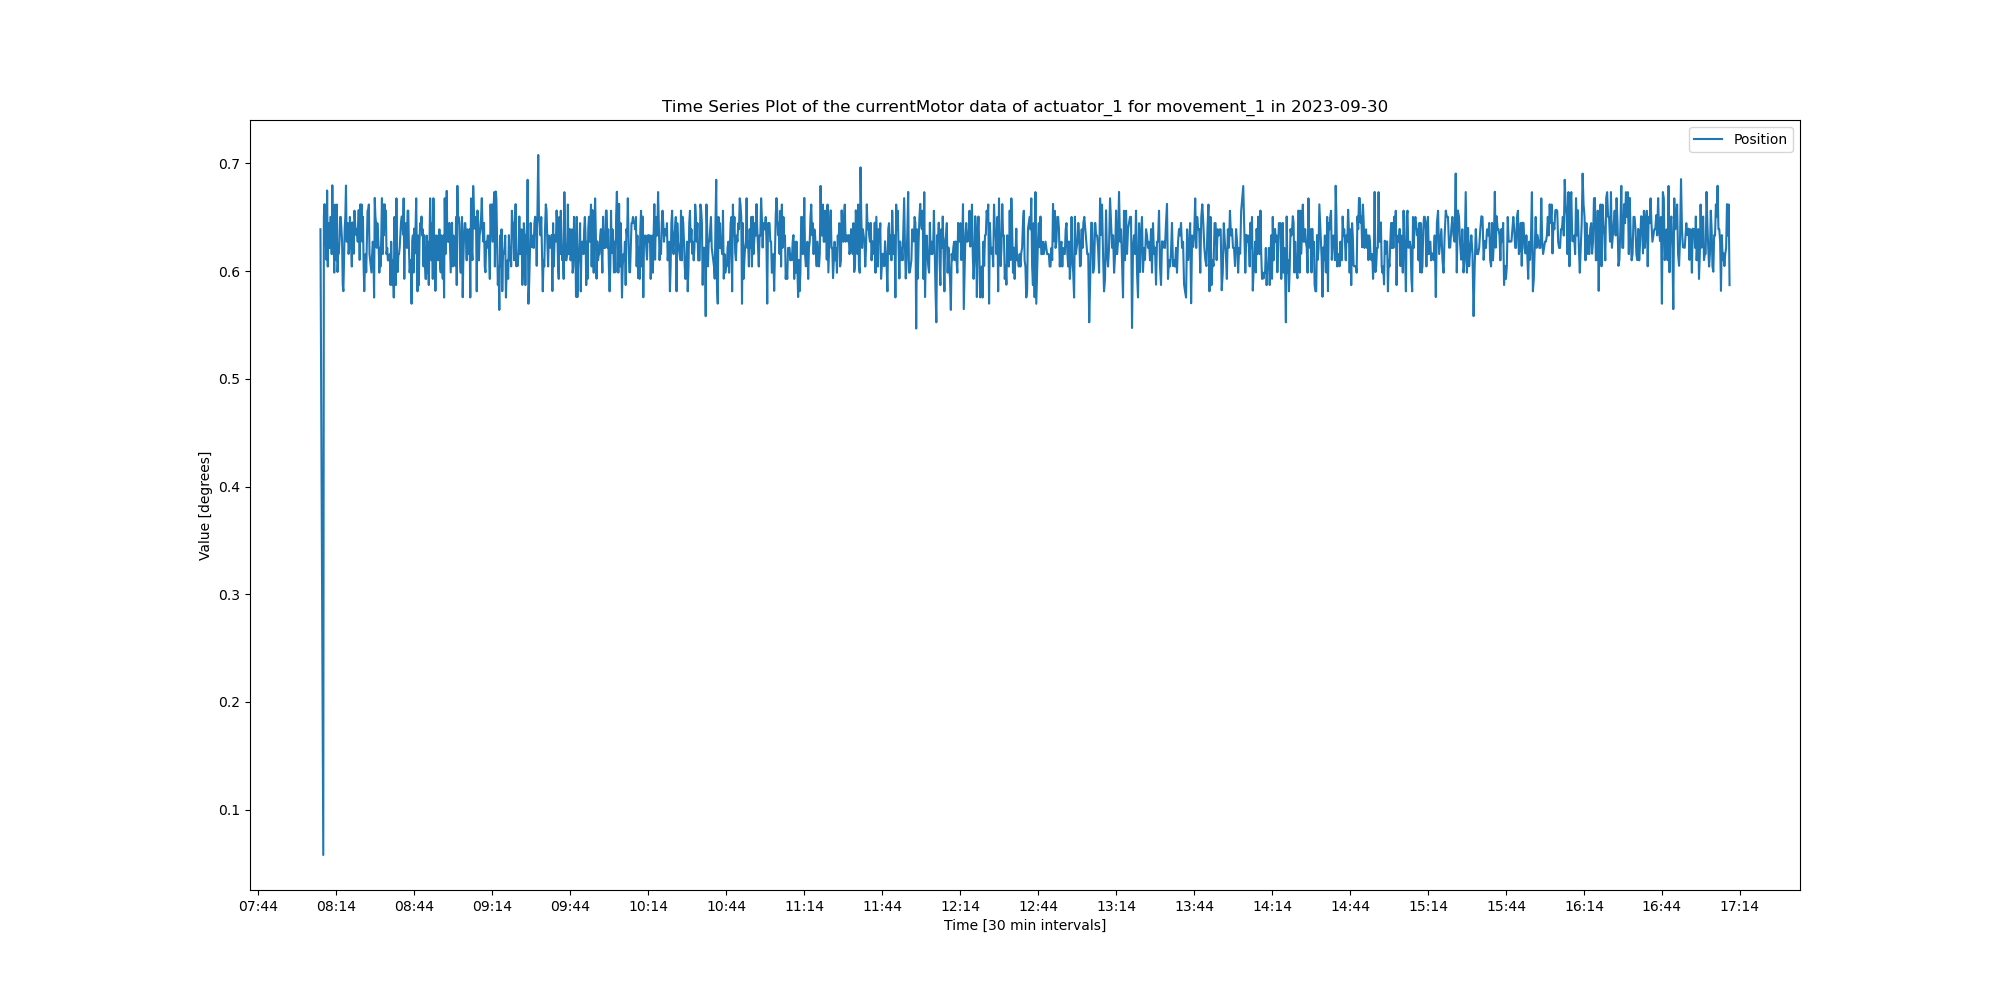 Time Series Plot of the currentMotor data of actuator_1 for movement_1 in 2023-09-30
Position
0.7
0.6
0.5
0.4
0.3
0.2
0.1
Value [degrees]
07:44 08:14 08:44 09:14 09:44 10:14 10:44 11:14 11:44 12:14 12:44 13:14 13:44 14:14 14:44 15:14 15:44 16:14 16:44 17:14
Time [30 min intervals]